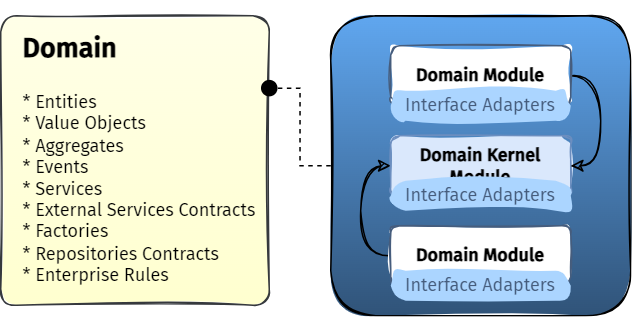 Domain
* Entities
* Value Objects
* Aggregates
* Events
* Services
* External Services Contracts
* Factories
* Repositories Contracts
* Enterprise Rules
Domain Module
Interface Adapters
Domain Kernel
Module
Interface Adapters
Domain Module
Interface Adapters